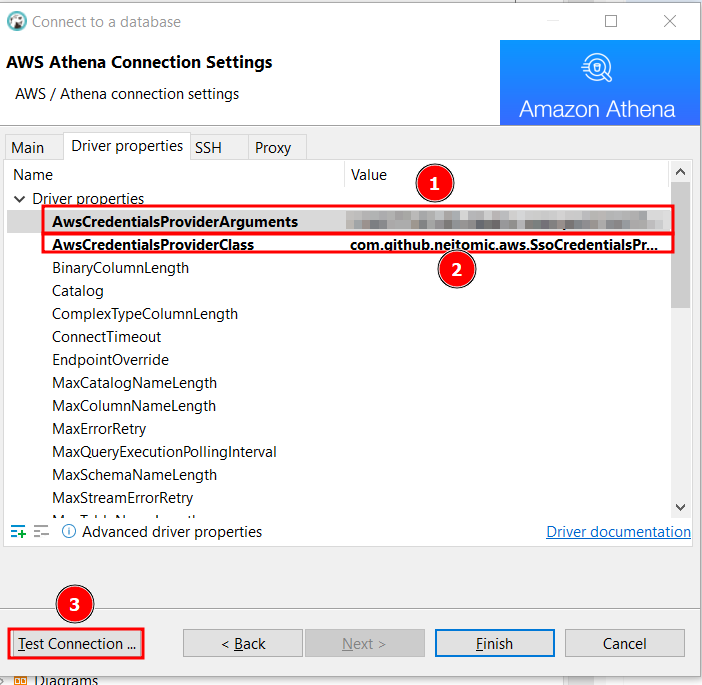 Connect to a database
AWS Athena Connection Settings
AWS / Athena connection settings
Amazon Athena
Main Driver properties SSH Proxy
Name Value
1
Driver properties
AwsCredentialsProviderArguments
AwsCredentialsProviderClass com.github.neitomic.aws.SsoCredentialsPr...
2
BinaryColumnLength
Catalog
ComplexTypeColumnLength
ConnectTimeout
EndpointOverride
MaxCatalogNameLength
MaxColumnNameLength
MaxErrorRetry
MaxQueryExecutionPollingInterval
MaxSchemaNameLength
MaxStreamErrorRetry
Advanced driver properties Driver documentation
3
Test Connection ... < Back Next > Finish Cancel
Diagrams